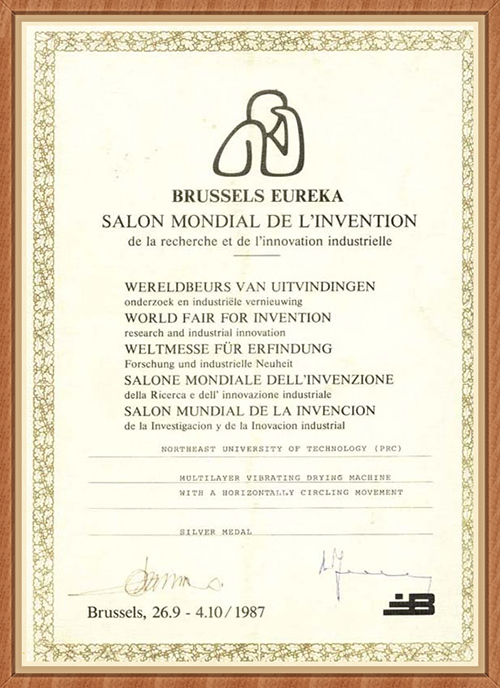 BRUSSELS EUREKA
SALON MONDIAL DE L'INVENTION
de la recherche et de l'innovation industrielle
WERELDBEURS VAN UITVINDINGEN
onderzoek en industriële vernieuwing
WORLD FAIR FOR INVENTION
research and industrial innovation
WELTMESSE FÜR ERFINDUNG
Forschung und industrielle Neuheit
SALONE MONDIALE DELL'INVENZIONE
della Ricerca e dell' innovazione industriale
SALON MUNDIAL DE LA INVENCION
de la Investigacion y de la Inovacion industrial
NORTHEAST UNIVERSITY OF TECHNOLOGY (PRC)
MULTILAYER VIBRATING DRYING MACHINE
WITH A HORIZONTALLY CIRCLING MOVEMENT
SILVER MEDAL
Brussels, 26.9 - 4.10/1987